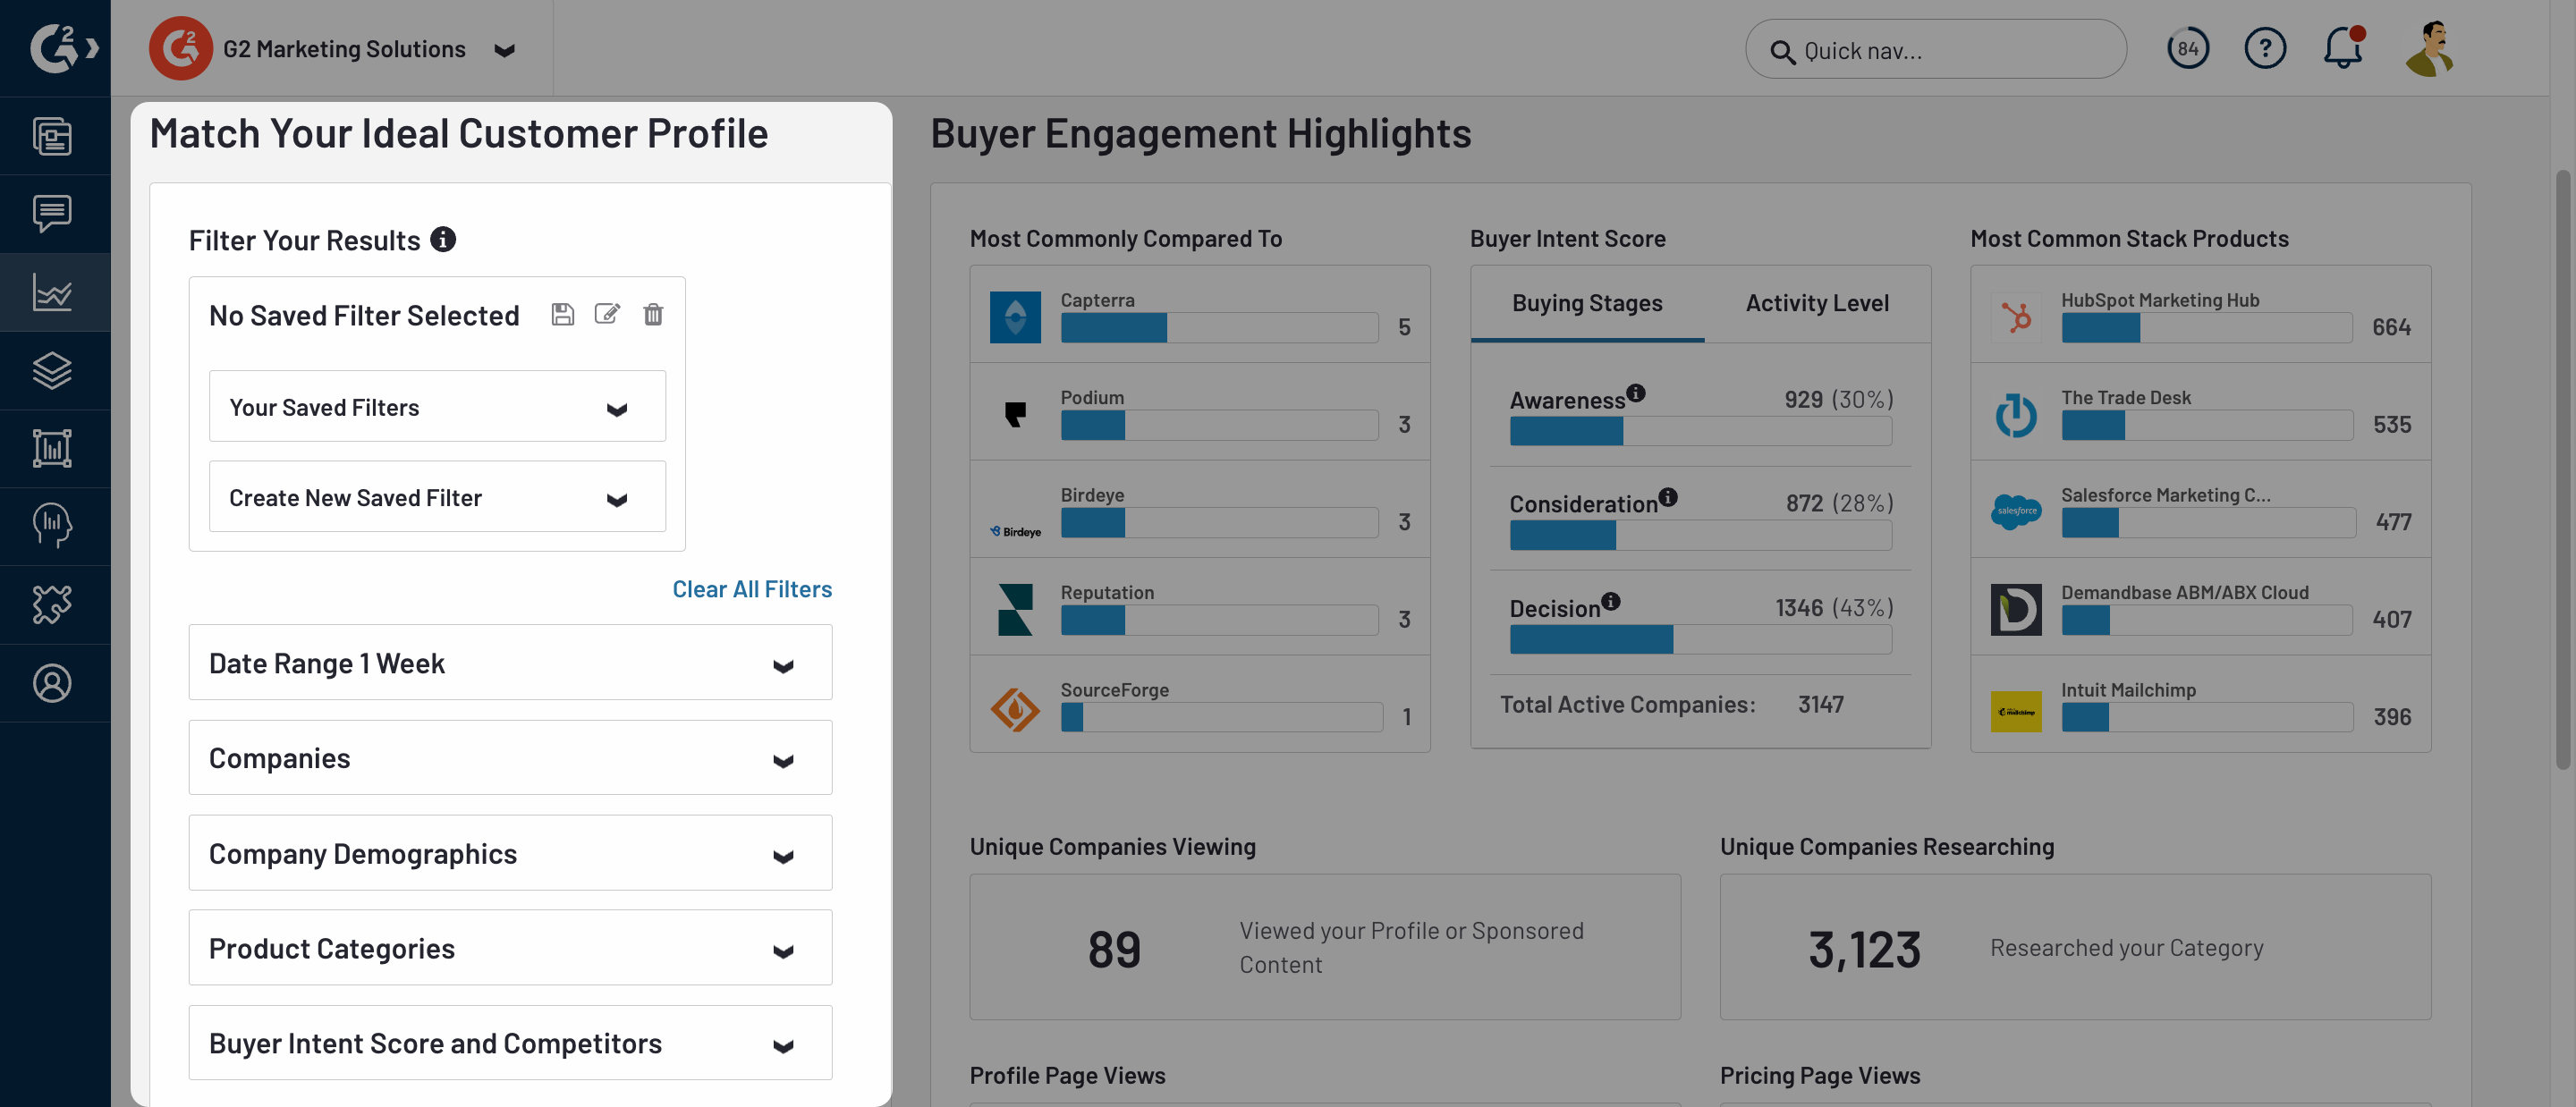 G2 Marketing Solutions
Quick nav...
84
?
Match Your Ideal Customer Profile
Filter Your Results
No Saved Filter Selected
Your Saved Filters
Create New Saved Filter
Clear All Filters
Date Range 1 Week
Companies
Company Demographics
Product Categories
Buyer Intent Score and Competitors
Buyer Engagement Highlights
Most Commonly Compared To
Capterra
5
Podium
3
Birdeye
Birdeye
3
Reputation
3
SourceForge
1
Buyer Intent Score
Buying Stages
Activity Level
Awareness
929 (30%)
Consideration
872 (28%)
Decision
1346 (43%)
Total Active Companies: 3147
Most Common Stack Products
HubSpot Marketing Hub
664
The Trade Desk
535
salesforce
Salesforce Marketing C...
477
Demandbase ABM/ABX Cloud
407
mailchimp
Intuit Mailchimp
396
Unique Companies Viewing
89
Viewed your Profile or Sponsored
Content
Unique Companies Researching
3,123
Researched your Category
Profile Page Views
Pricing Page Views